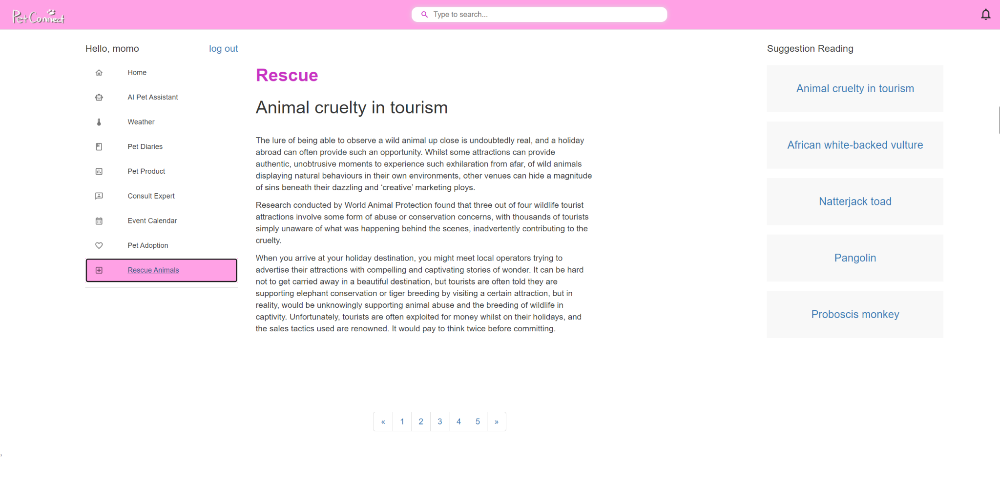 Pet Connect
Type to search...
Hello, momo
log out
Home
AI Pet Assistant
Weather
Pet Diaries
Pet Product
Consult Expert
Event Calendar
Pet Adoption
Rescue Animals
Rescue
Animal cruelty in tourism
The lure of being able to observe a wild animal up close is undoubtedly real, and a holiday
abroad can often provide such an opportunity. Whilst some attractions can provide
authentic, unobtrusive moments to experience such exhilaration from afar, of wild animals
displaying natural behaviours in their own environments, other venues can hide a magnitude
of sins beneath their dazzling and ‘creative’ marketing ploys.
Research conducted by World Animal Protection found that three out of four wildlife tourist
attractions involve some form of abuse or conservation concerns, with thousands of tourists
simply unaware of what was happening behind the scenes, inadvertently contributing to the
cruelty.
When you arrive at your holiday destination, you might meet local operators trying to
advertise their attractions with compelling and captivating stories of wonder. It can be hard
not to get carried away in a beautiful destination, but tourists are often told they are
supporting elephant conservation or tiger breeding by visiting a certain attraction, but in
reality, would be unknowingly supporting animal abuse and the breeding of wildlife in
captivity. Unfortunately, tourists are often exploited for money whilst on their holidays, and
the sales tactics used are renowned. It would pay to think twice before committing.
« 1 2 3 4 5 »
Suggestion Reading
Animal cruelty in tourism
African white-backed vulture
Natterjack toad
Pangolin
Proboscis monkey
,